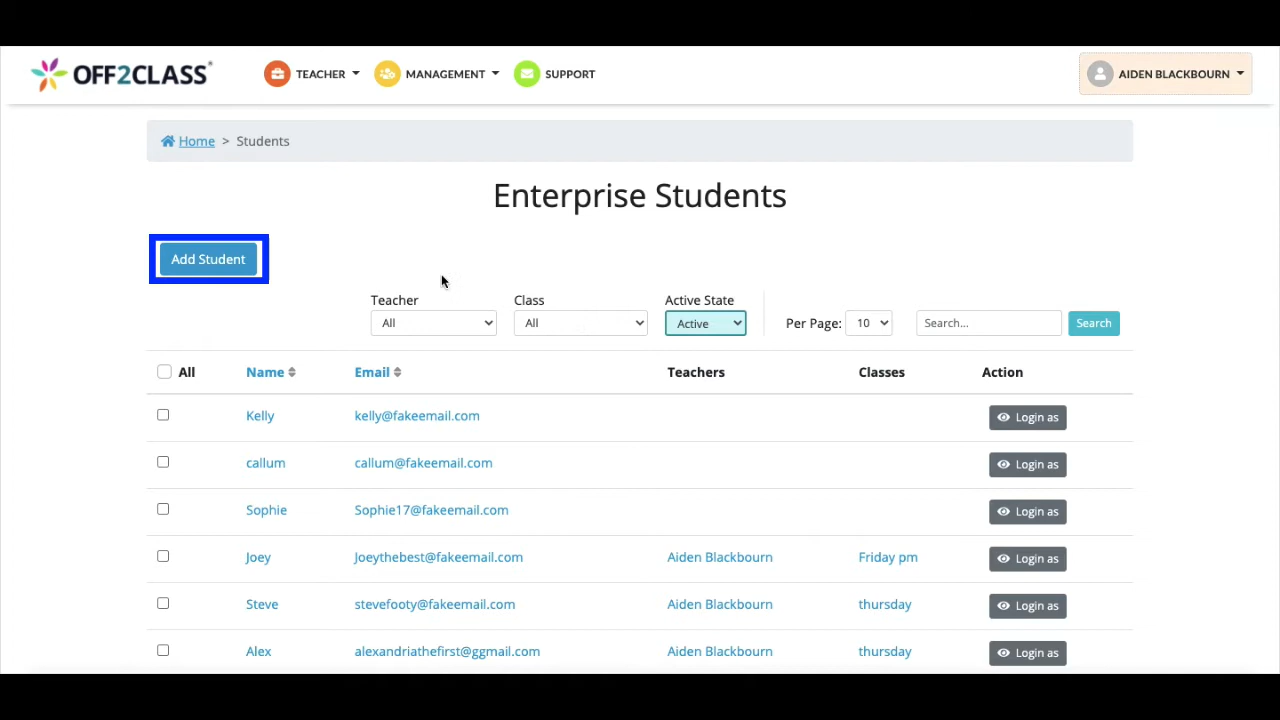 OFF2CLASS® TEACHER MANAGEMENT SUPPORT AIDEN BLACKBOURN
Home > Students
Enterprise Students
Add Student
Teacher Class Active State
All All Active Per Page: 10 Search... Search
All Name Email Teachers Classes Action
Kelly kelly@fakeemail.com Login as
callum callum@fakeemail.com Login as
Sophie Sophie17@fakeemail.com Login as
Joey Joeythebest@fakeemail.com Aiden Blackbourn Friday pm Login as
Steve stevefooty@fakeemail.com Aiden Blackbourn thursday Login as
Alex alexandriathefirst@ggmail.com Aiden Blackbourn thursday Login as